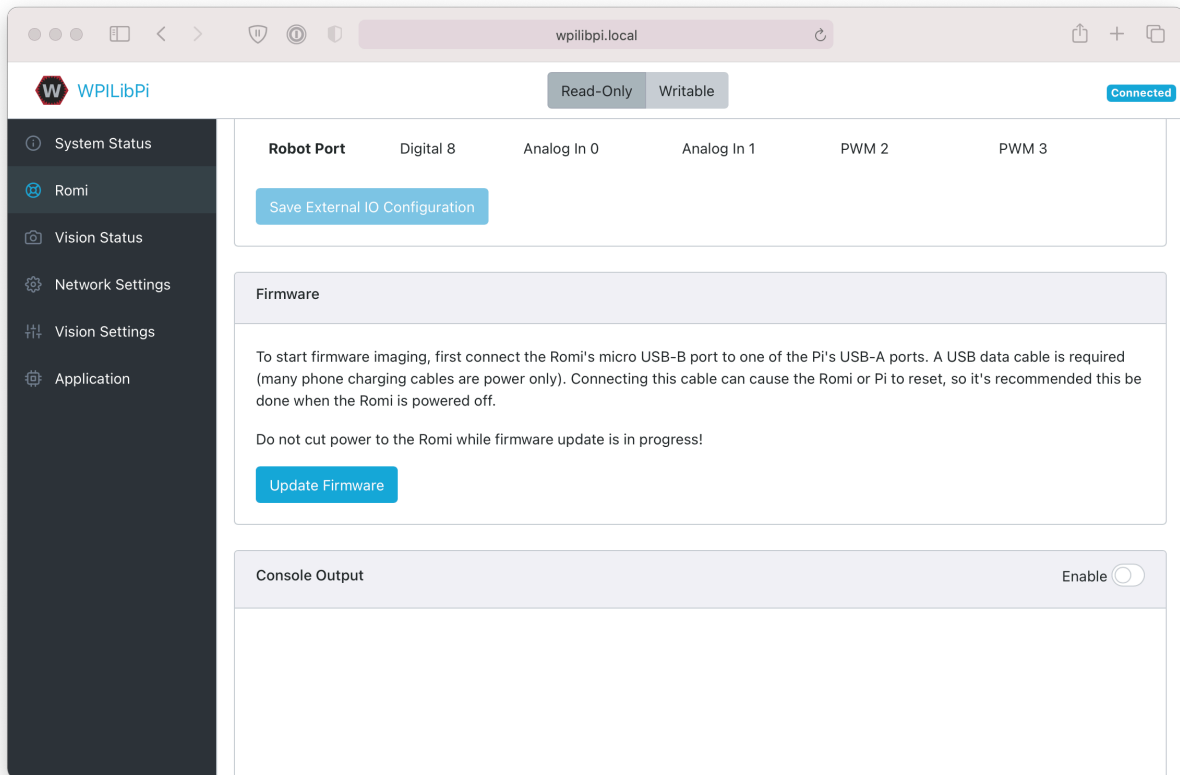 wpilibpi.local
W WPILibPi
Read-Only Writable
Connected
System Status
Romi
Vision Status
Network Settings
Vision Settings
Application
Robot Port Digital 8 Analog In 0 Analog In 1 PWM 2 PWM 3
Save External IO Configuration
Firmware
To start firmware imaging, first connect the Romi's micro USB-B port to one of the Pi's USB-A ports. A USB data cable is required
(many phone charging cables are power only). Connecting this cable can cause the Romi or Pi to reset, so it's recommended this be
done when the Romi is powered off.
Do not cut power to the Romi while firmware update is in progress!
Update Firmware
Console Output Enable